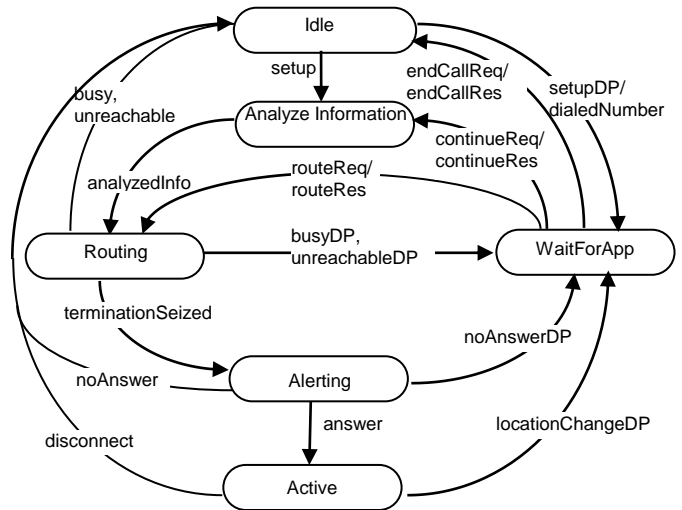 Idle
setup
busy,
unreachable
endCallReq/
endCallRes
setupDP/
dialedNumber
Analyze Information
continueReq/
continueRes
analyzedInfo
routeReq/
routeRes
Routing
busyDP,
unreachableDP
WaitForApp
terminationSeized
noAnswerDP
noAnswer
Alerting
answer
locationChangeDP
disconnect
Active